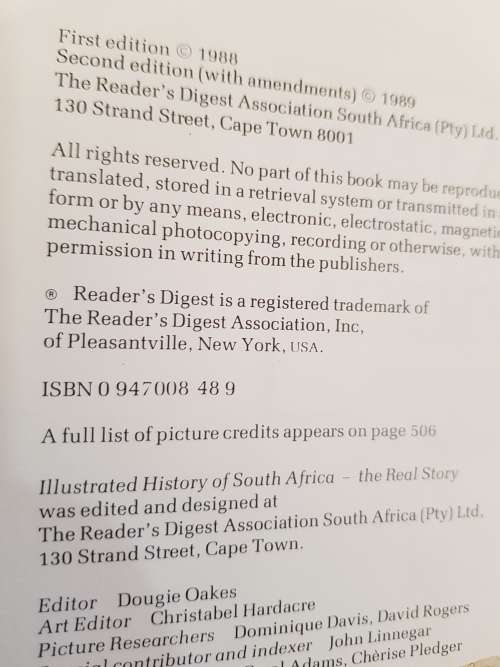 First edition © 1988
Second edition (with amendments) © 1989
The Reader's Digest Association South Africa (Pty) Ltd.
130 Strand Street, Cape Town 8001
All rights reserved. No part of this book may be reprodu
translated, stored in a retrieval system or transmitted in
form or by any means, electronic, electrostatic, magneti
mechanical photocopying, recording or otherwise, with
permission in writing from the publishers.
® Reader's Digest is a registered trademark of
The Reader's Digest Association, Inc,
of Pleasantville, New York, USA.
ISBN 0 947008 48 9
A full list of picture credits appears on page 506
Illustrated History of South Africa – the Real Story
was edited and designed at
The Reader's Digest Association South Africa (Pty) Ltd,
130 Strand Street, Cape Town.
Editor Dougie Oakes
Art Editor Christabel Hardacre
Picture Researchers Dominique Davis, David Rogers
contributor and indexer John Linnegar
Adams, Chèrise Pledger